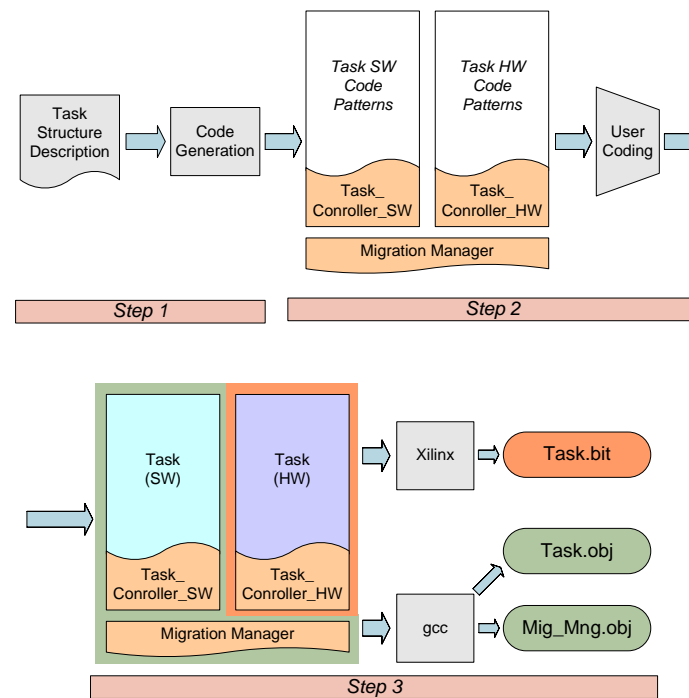 Task
Structure
Description
Code
Generation
Task SW
Code
Patterns
Task HW
Code
Patterns
Task_
Conroller_SW
Task_
Conroller_HW
Migration Manager
User
Coding
Step 1
Step 2
Task
(SW)
Task
(HW)
Task_
Conroller_SW
Task_
Conroller_HW
Migration Manager
Xilinx
Task.bit
gcc
Task.obj
Mig_Mng.obj
Step 3